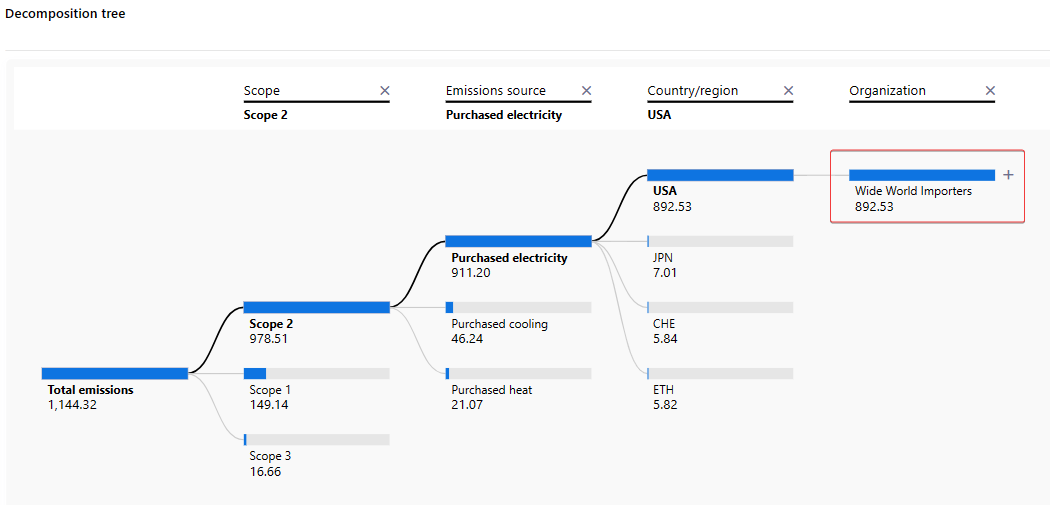 Decomposition tree
Scope
Scope 2
Emissions source
Purchased electricity
Country/region
USA
Organization
Total emissions
1,144.32
Scope 2
978.51
Scope 1
149.14
Scope 3
16.66
Purchased electricity
911.20
Purchased cooling
46.24
Purchased heat
21.07
USA
892.53
JPN
7.01
CHE
5.84
ETH
5.82
Wide World Importers
892.53